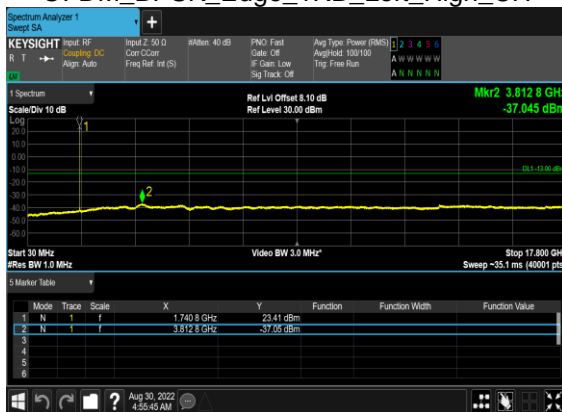 Spectrum Analyzer 1
Swept SA
+
KEYSIGHT
R T
LU
Input: RF
Coupling: DC
Align: Auto
Input Z: 50 Ω
Corr CCorr
Freq Ref: Int (S)
#Atten: 40 dB
PNO: Fast
Gate: Off
IF Gain: Low
Sig Track: Off
Avg Type: Power (RMS)
Avg|Hold: 100/100
Trig: Free Run
1 2 3 4 5 6
A W W W W W
A N N N N N
1 Spectrum
Scale/Div 10 dB
Ref Lvl Offset 8.10 dB
Ref Level 30.00 dBm
Mkr2 3.812 8 GHz
-37.045 dBm
Log
20.0
10.0
0.00
-10.0
-20.0
-30.0
-40.0
-50.0
-60.0
1
2
DL1 -13.00 dBm
Start 30 MHz
#Res BW 1.0 MHz
Video BW 3.0 MHz*
Stop 17.800 GHz
Sweep ~35.1 ms (40001 pts)
5 Marker Table
Mode Trace Scale X Y Function Function Width Function Value
1 N 1 f 1.740 8 GHz 23.41 dBm
2 N 1 f 3.812 8 GHz -37.05 dBm
3
4
5
6
?
Aug 30, 2022
4:55:45 AM